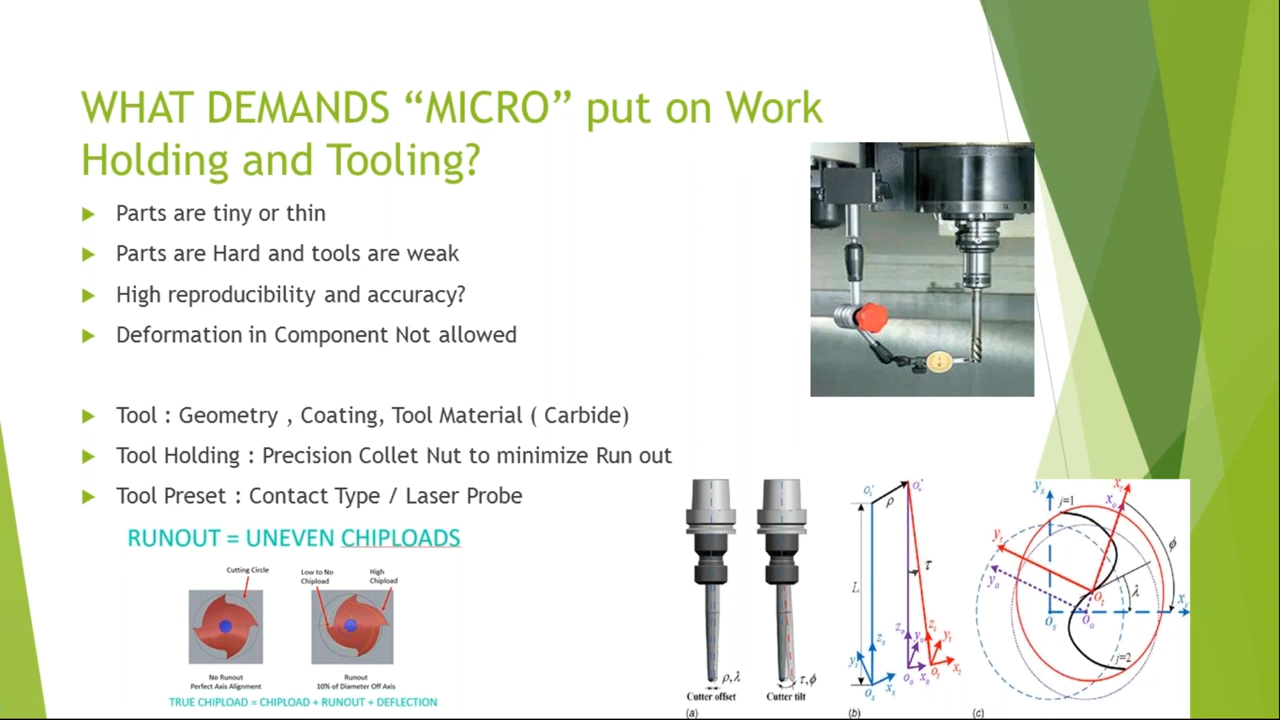 WHAT DEMANDS “MICRO” put on Work
Holding and Tooling?
Parts are tiny or thin
Parts are Hard and tools are weak
High reproducibility and accuracy?
Deformation in Component Not allowed
Tool : Geometry , Coating, Tool Material ( Carbide)
Tool Holding : Precision Collet Nut to minimize Run out
Tool Preset : Contact Type / Laser Probe
RUNOUT = UNEVEN CHIPLOADS
Cutting Circle
Low to No
Chipload
High
Chipload
No Runout
Perfect Axis Alignment
Runout
10% of Diameter Off Axis
TRUE CHIPLOAD = CHIPLOAD + RUNOUT + DEFLECTION
ρ,λ
τ,ϕ
Cutter offset
Cutter tilt
(a)
ρ
L
τ
(b)
j=1
ϕ
λ
j=2
(c)